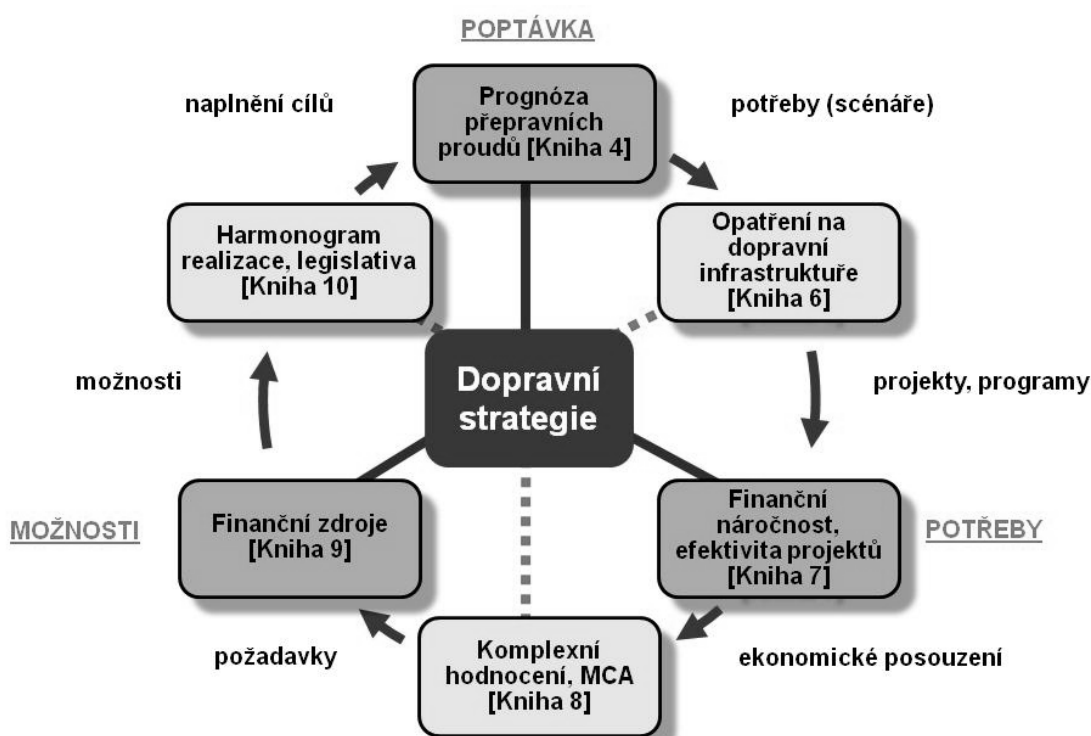 POPTÁVKA
naplnění cílů
Prognóza
přepravních
proudů [Kniha 4]
potřeby (scénáře)
Harmonogram
realizace, legislativa
[Kniha 10]
Opatření na
dopravní
infrastruktuře
[Kniha 6]
možnosti
Dopravní
strategie
projekty, programy
MOŽNOSTI
Finanční zdroje
[Kniha 9]
Finanční
náročnost,
efektivita projektů
[Kniha 7]
POTŘEBY
požadavky
Komplexní
hodnocení, MCA
[Kniha 8]
ekonomické posouzení